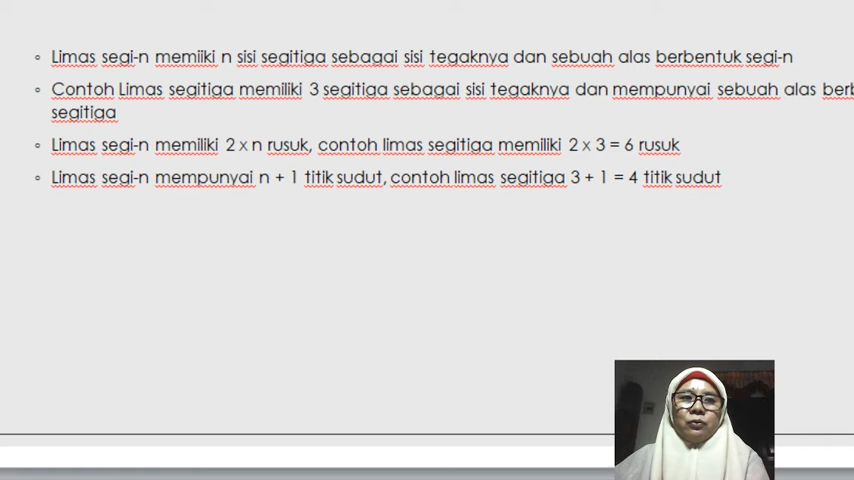 Limas segi-n memiiki n sisi segitiga sebagai sisi tegaknya dan sebuah alas berbentuk segi-n
Contoh Limas segitiga memiliki 3 segitiga sebagai sisi tegaknya dan mempunyai sebuah alas
segitiga
Limas segi-n memiliki 2 x n rusuk, contoh limas segitiga memiliki 2 x 3 = 6 rusuk
Limas segi-n mempunyai n + 1 titik sudut, contoh limas segitiga 3 + 1 = 4 titik sudut